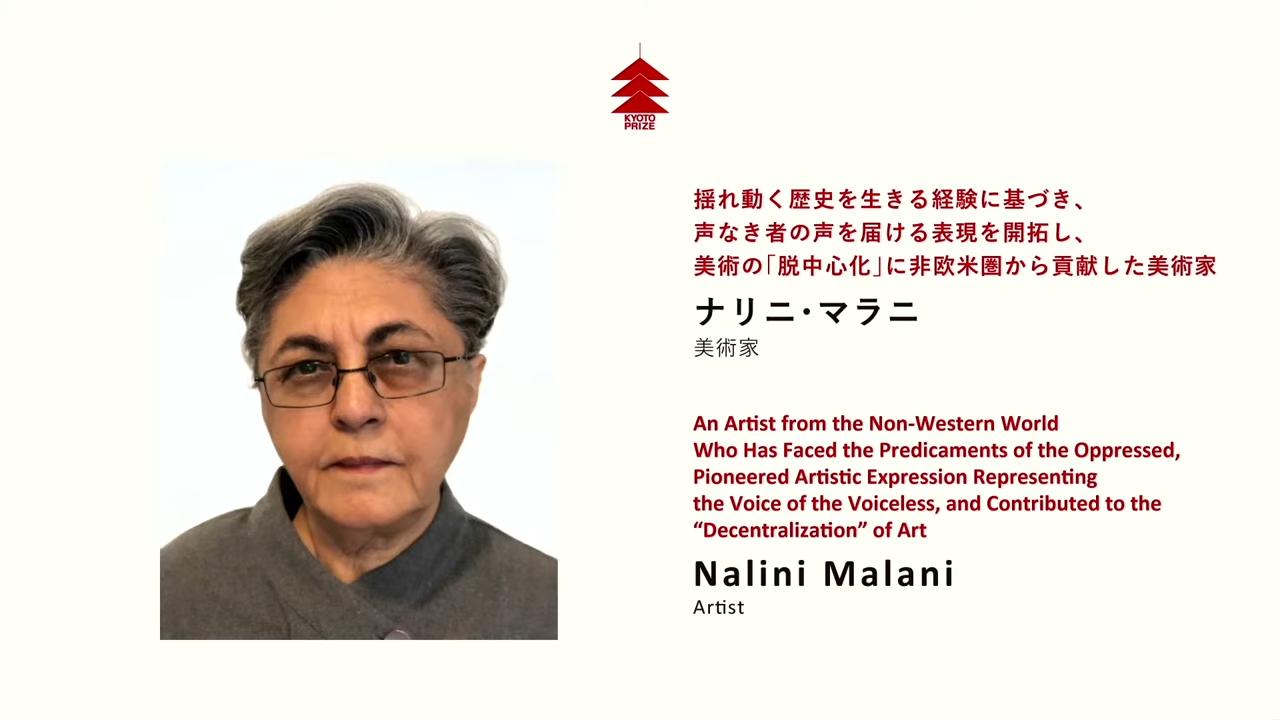 KYOTO
PRIZE
揺れ動く歴史を生きる経験に基づき、
声なき者の声を届ける表現を開拓し、
美術の「脱中心化」に非欧米圏から貢献した美術家
ナリニ・マラニ
美術家
An Artist from the Non-Western World
Who Has Faced the Predicaments of the Oppressed,
Pioneered Artistic Expression Representing
the Voice of the Voiceless, and Contributed to the
“Decentralization” of Art
Nalini Malani
Artist